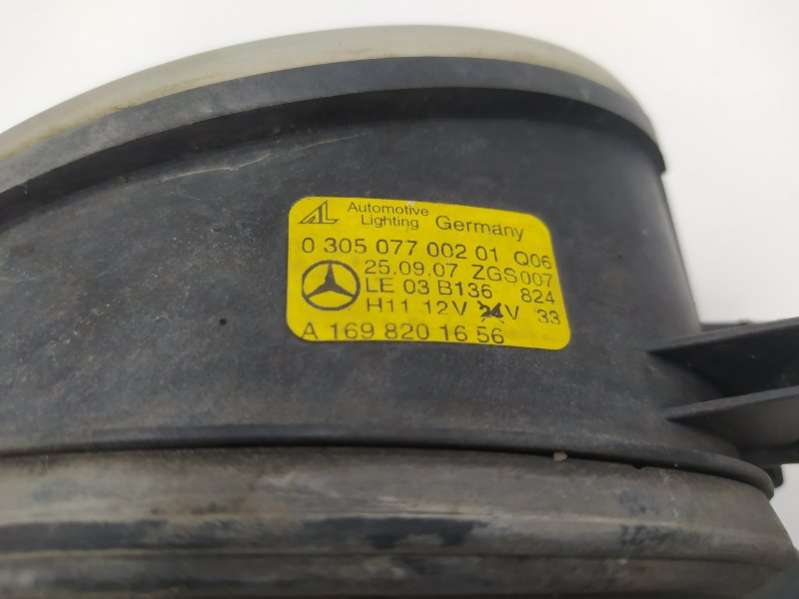 AL Automotive Lighting Germany
0 305 077 002 01 Q06
25.09.07 ZGS007
LE 03 B136 824
H11 12V 24V 33
A 169 820 16 56